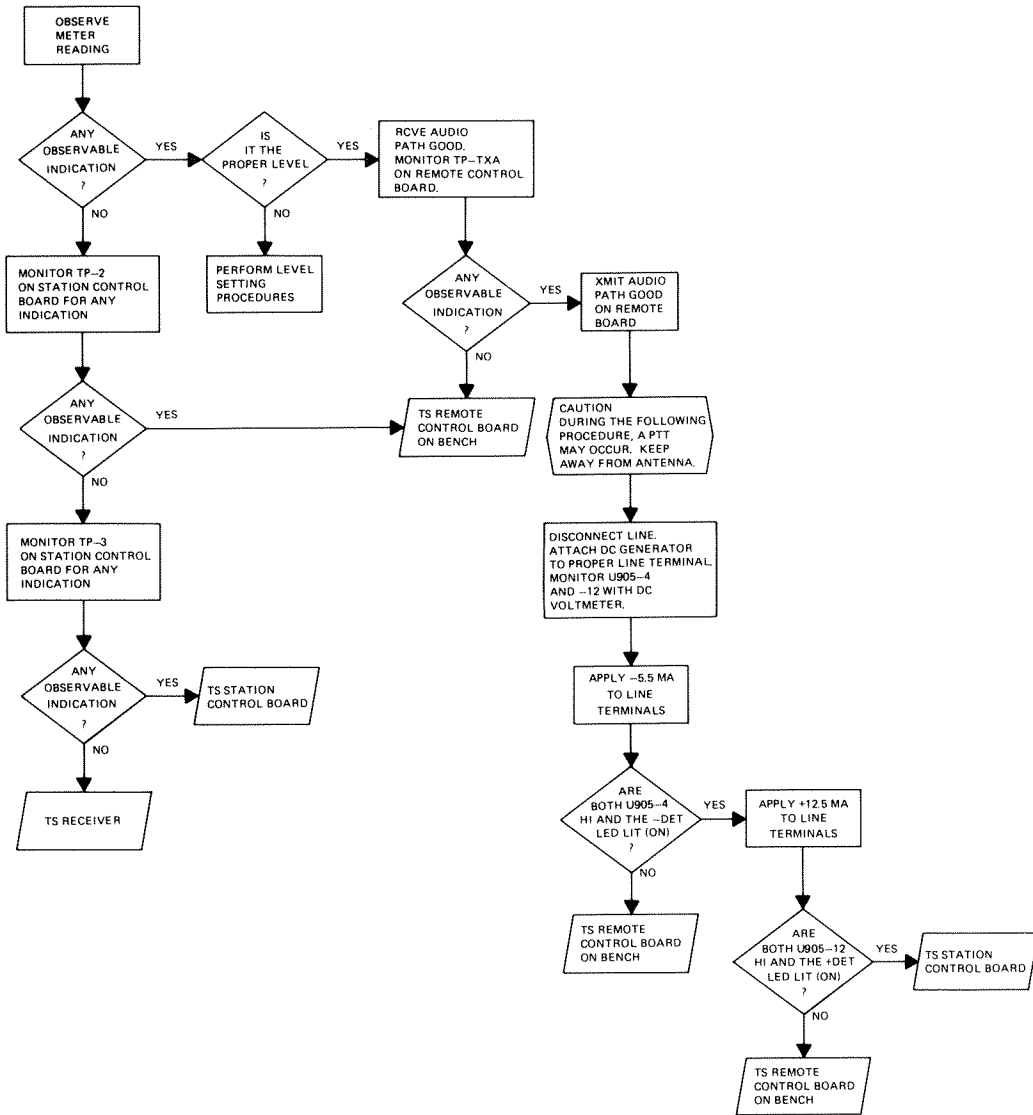 OBSERVE
METER
READING
ANY
OBSERVABLE
INDICATION
?
YES
NO
IS
IT THE
PROPER LEVEL
?
YES
NO
RCVE AUDIO
PATH GOOD.
MONITOR TP-TXA
ON REMOTE CONTROL
BOARD.
MONITOR TP-2
ON STATION CONTROL
BOARD FOR ANY
INDICATION
PERFORM LEVEL
SETTING
PROCEDURES
ANY
OBSERVABLE
INDICATION
?
YES
NO
XMIT AUDIO
PATH GOOD
ON REMOTE
BOARD
ANY
OBSERVABLE
INDICATION
?
YES
NO
TS REMOTE
CONTROL BOARD
ON BENCH
CAUTION
DURING THE FOLLOWING
PROCEDURE, A PTT
MAY OCCUR. KEEP
AWAY FROM ANTENNA.
MONITOR TP-3
ON STATION CONTROL
BOARD FOR ANY
INDICATION
DISCONNECT LINE.
ATTACH DC GENERATOR
TO PROPER LINE TERMINAL.
MONITOR U905-4
AND -12 WITH DC
VOLTMETER.
ANY
OBSERVABLE
INDICATION
?
YES
NO
TS STATION
CONTROL BOARD
APPLY -5.5 MA
TO LINE
TERMINALS
TS RECEIVER
ARE
BOTH U905-4
HI AND THE -DET
LED LIT (ON)
?
YES
NO
APPLY +12.5 MA
TO LINE
TERMINALS
TS REMOTE
CONTROL BOARD
ON BENCH
ARE
BOTH U905-12
HI AND THE +DET
LED LIT (ON)
?
YES
NO
TS STATION
CONTROL BOARD
TS REMOTE
CONTROL BOARD
ON BENCH